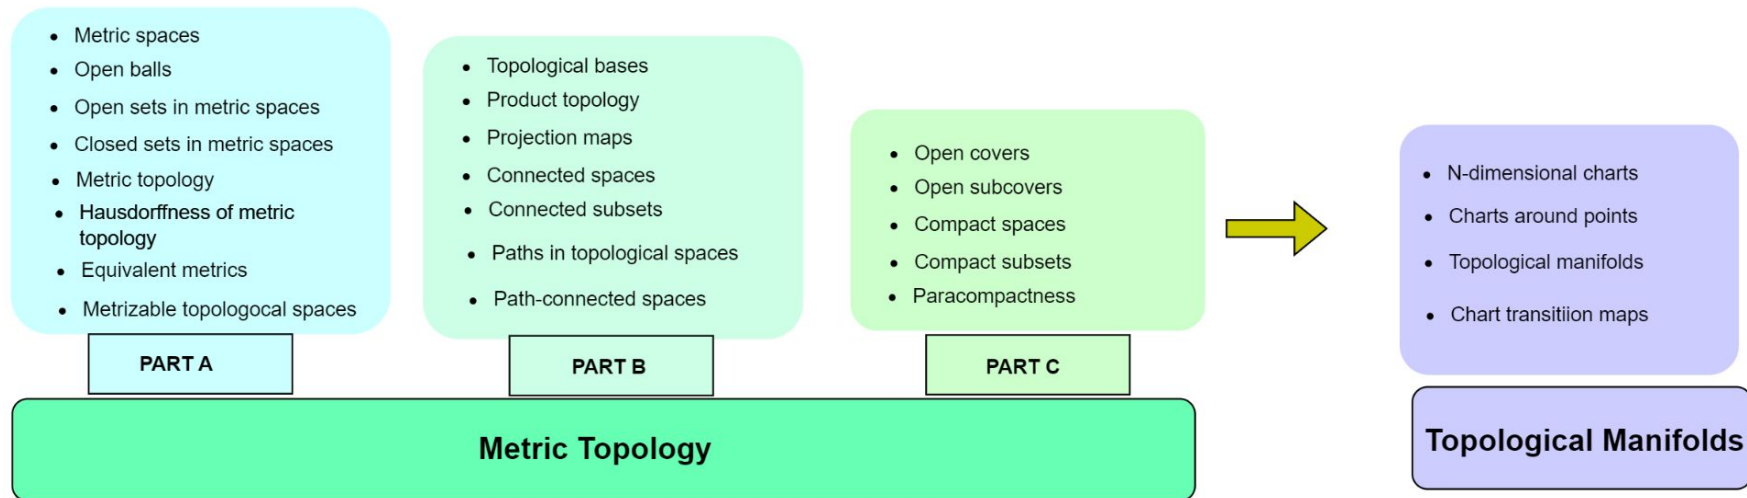 Metric spaces
Open balls
Open sets in metric spaces
Closed sets in metric spaces
Metric topology
Hausdorffness of metric
topology
Equivalent metrics
Metrizable topologocal spaces
PART A
Topological bases
Product topology
Projection maps
Connected spaces
Connected subsets
Paths in topological spaces
Path-connected spaces
PART B
Open covers
Open subcovers
Compact spaces
Compact subsets
Paracompactness
PART C
Metric Topology
N-dimensional charts
Charts around points
Topological manifolds
Chart transitiion maps
Topological Manifolds